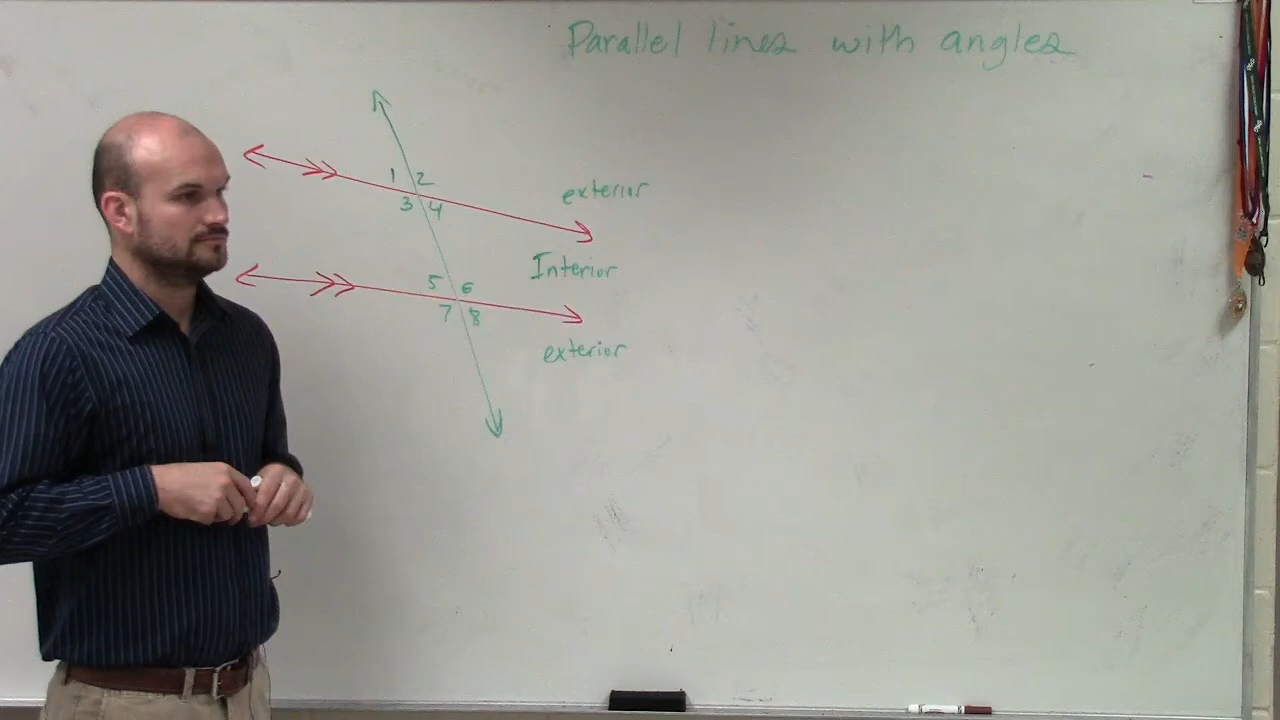 Parallel lines with angles
1 2
exterior
3 4
Interior
5 6
7 8
exterior